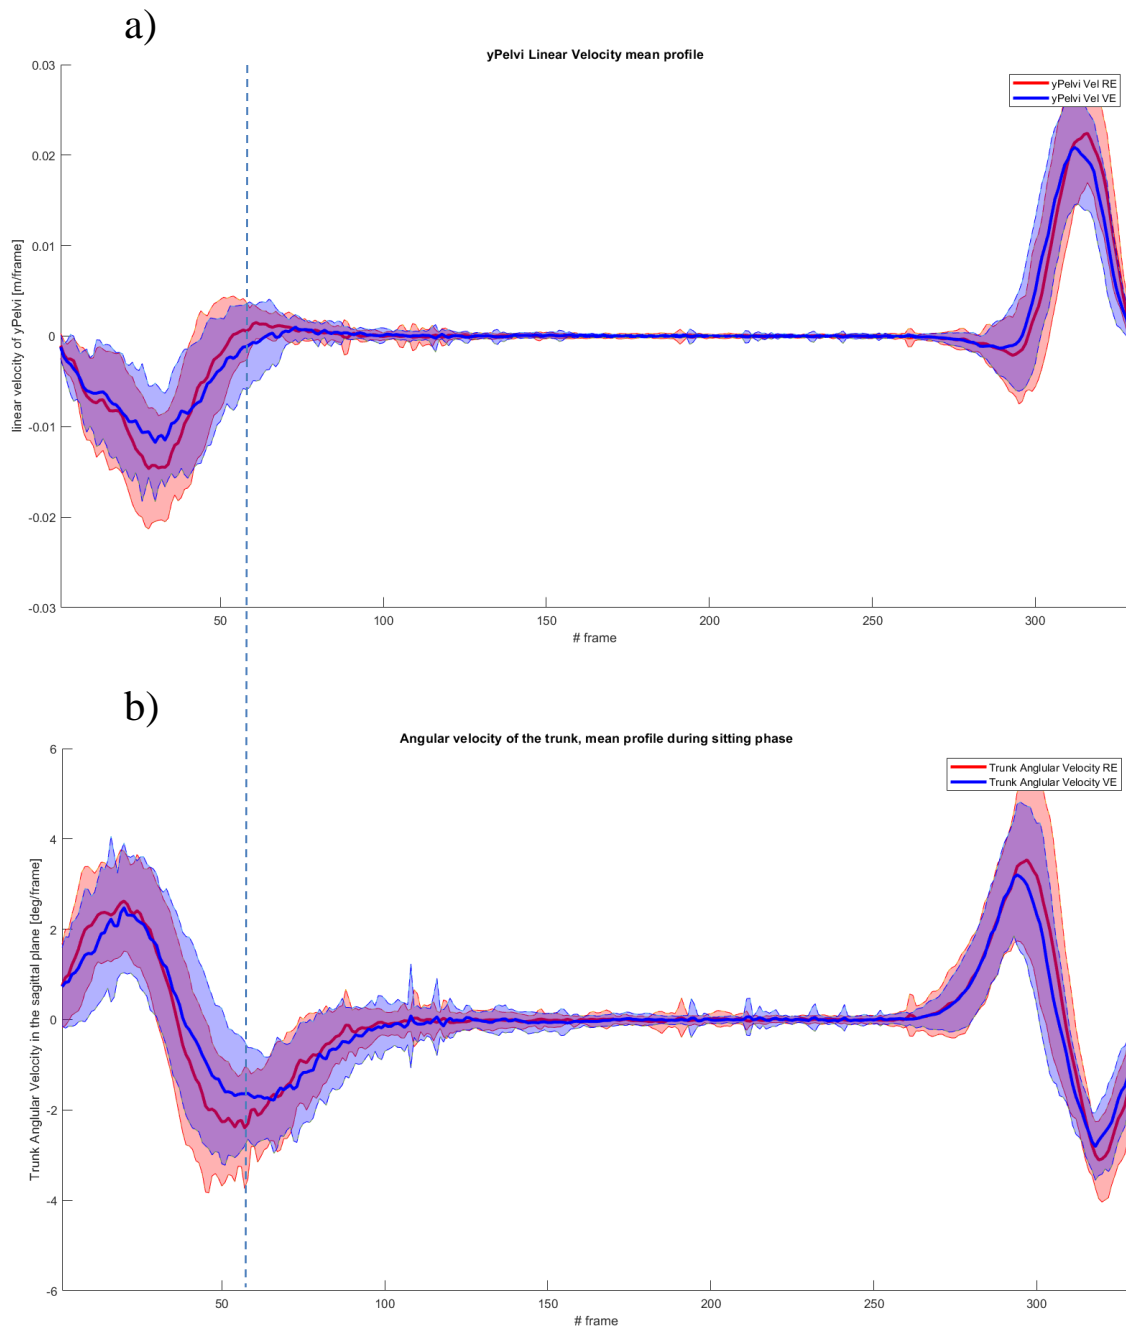 a)
yPelvi Linear Velocity mean profile
0.03
yPelvi Vel RE
yPelvi Vel VE
0.02
0.01
0
-0.01
-0.02
-0.03
linear velocity of yPelvi [m/frame]
50
100
150
200
250
300
# frame
b)
Angular velocity of the trunk, mean profile during sitting phase
6
Trunk Anglular Velocity RE
Trunk Anglular Velocity VE
4
2
0
-2
-4
-6
Trunk Anglular Velocity in the sagittal plane [deg/frame]
50
100
150
200
250
300
# frame